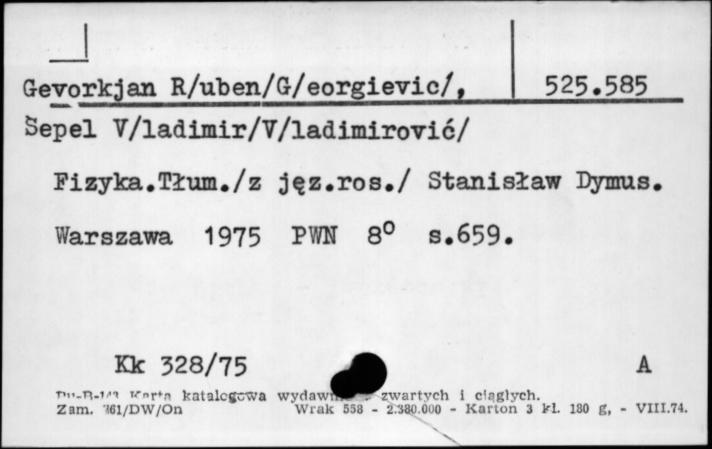 Gevorkjan R/uben/G/eorgievic/, 525.585
Šepel V/ladimir/V/ladimirović/
Fizyka.Tłum./z jęz.ros./ Stanisław Dymus.
Warszawa 1975 PWN 8° s.659.
Kk 328/75 A
Karta katalogowa zwartych i ciągłych.
Zam. 761/DW/On Wrak 558 - 2.380.000 - Karton 3 kl. 180 g, - VIII.74.